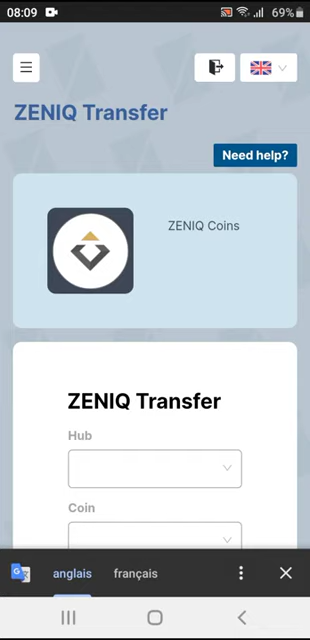 08:09
69%
ZENIQ Transfer
Need help?
ZENIQ Coins
ZENIQ Transfer
Hub
Coin
anglais français